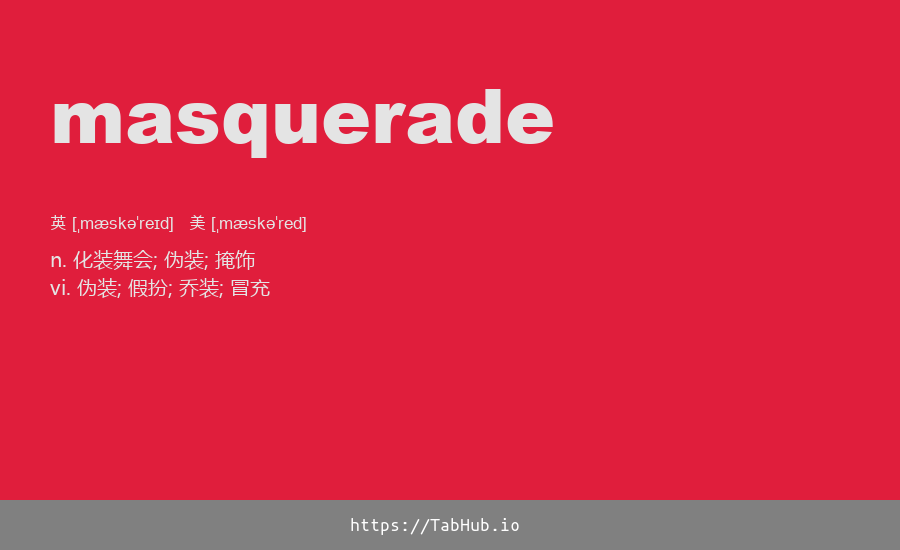 masquerade
英 [ˌmæskəˈreɪd] 美 [ˌmæskəˈred]
n. 化装舞会; 伪装; 掩饰
vi. 伪装; 假扮; 乔装; 冒充
https://TabHub.io